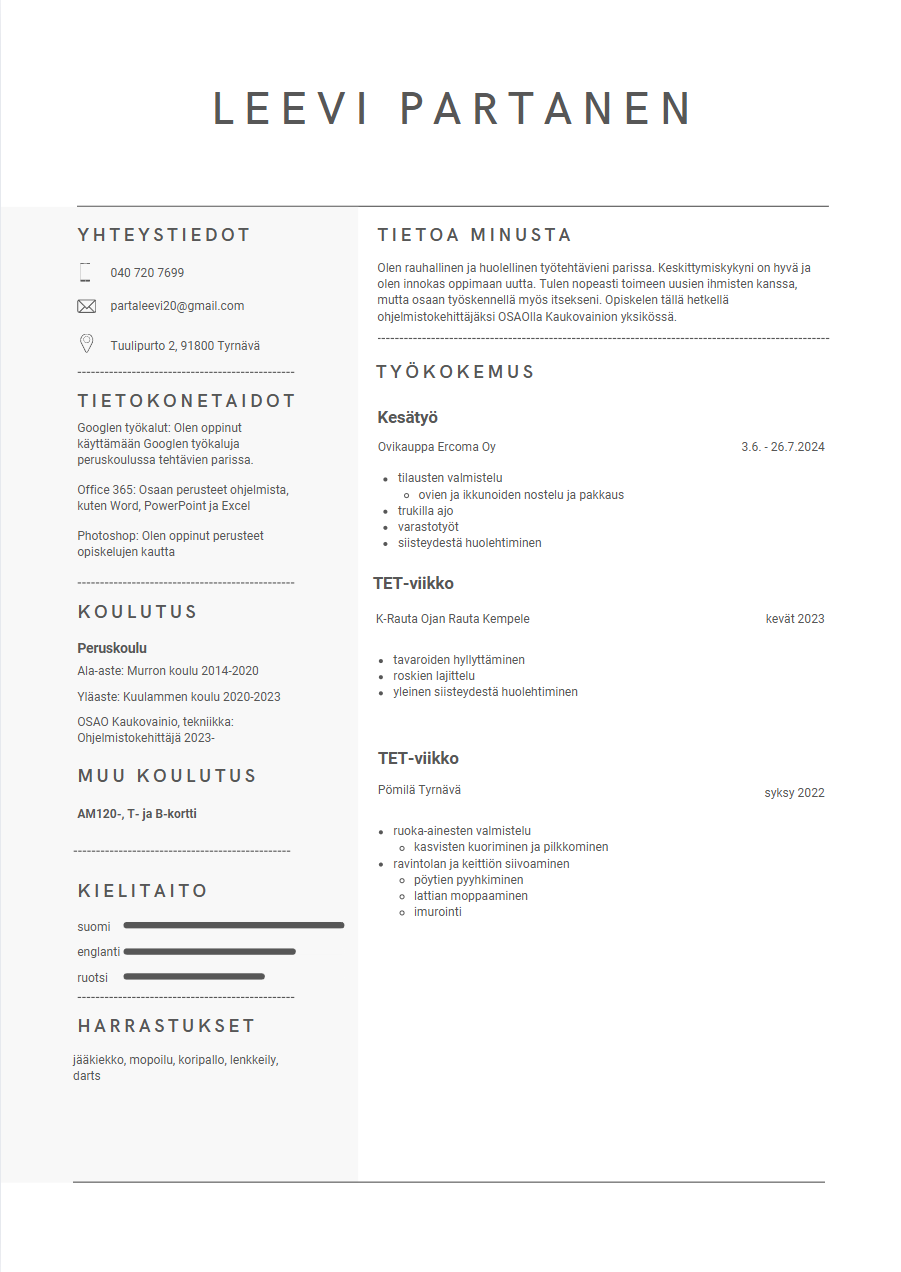 LEEVI PARTANEN
YHTEYSTIEDOT
040 720 7699
partaleevi20@gmail.com
Tuulipurto 2, 91800 Tyrnävä
------------------------------------------------
TIETOKONETAIDOT
Googlen työkalut: Olen oppinut
käyttämään Googlen työkaluja
peruskoulussa tehtävien parissa.
Office 365: Osaan perusteet ohjelmista,
kuten Word, PowerPoint ja Excel
Photoshop: Olen oppinut perusteet
opiskelujen kautta
------------------------------------------------
KOULUTUS
Peruskoulu
Ala-aste: Murron koulu 2014-2020
Yläaste: Kuulammen koulu 2020-2023
OSAO Kaukovainio, tekniikka:
Ohjelmistokehittäjä 2023-
MUU KOULUTUS
AM120-, T- ja B-kortti
------------------------------------------------
KIELITAITO
suomi
englanti
ruotsi
------------------------------------------------
HARRASTUKSET
jääkiekko, mopoilu, koripallo, lenkkeily,
darts
TIETOA MINUSTA
Olen rauhallinen ja huolellinen työtehtävieni parissa. Keskittymiskykyni on hyvä ja
olen innokas oppimaan uutta. Tulen nopeasti toimeen uusien ihmisten kanssa,
mutta osaan työskennellä myös itsekseni. Opiskelen tällä hetkellä
ohjelmistokehittäjäksi OSAOlla Kaukovainion yksikössä.
----------------------------------------------------------------------------------------------------
TYÖKOKEMUS
Kesätyö
Ovikauppa Ercoma Oy 3.6. - 26.7.2024
• tilausten valmistelu
◦ ovien ja ikkunoiden nostelu ja pakkaus
• trukilla ajo
• varastotyöt
• siisteydestä huolehtiminen
TET-viikko
K-Rauta Ojan Rauta Kempele kevät 2023
• tavaroiden hyllyttäminen
• roskien lajittelu
• yleinen siisteydestä huolehtiminen
TET-viikko
Pömilä Tyrnävä syksy 2022
• ruoka-ainesten valmistelu
◦ kasvisten kuoriminen ja pilkkominen
• ravintolan ja keittiön siivoaminen
◦ pöytien pyyhkiminen
◦ lattian moppaaminen
◦ imurointi